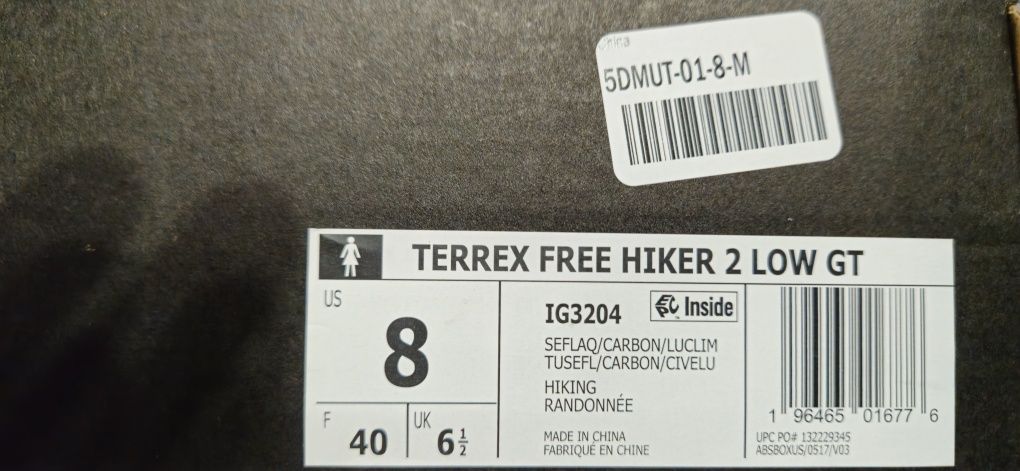 China
5DMUT-01-8-M
TERREX FREE HIKER 2 LOW GT
US
8
F
40
UK
6 1/2
IG3204
Inside
SEFLAQ/CARBON/LUCLIM
TUSEFL/CARBON/CIVELU
HIKING
RANDONNÉE
MADE IN CHINA
FABRIQUÉ EN CHINE
1 96465 01677 6
UPC PO# 132229345
ABSBOXUS/0517/V03